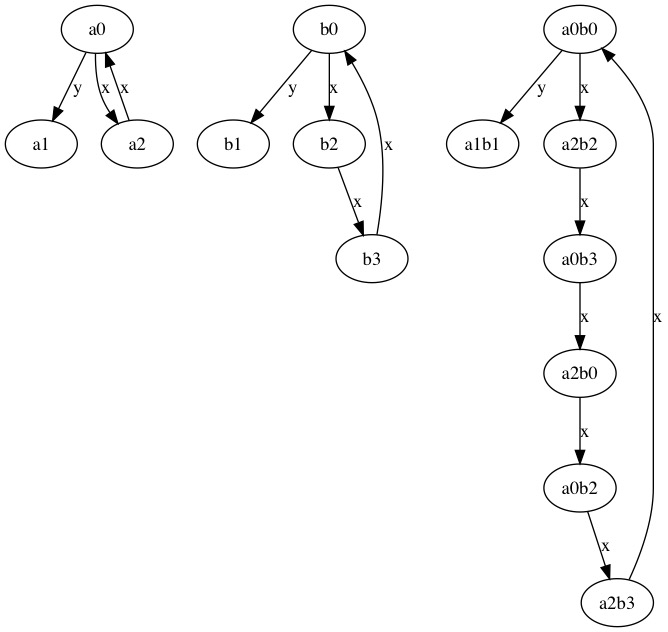 a0 b0 a0b0
y x x y x y x
a1 a2 b1 b2 x a1b1 a2b2
x x
b3 a0b3
x x
a2b0
x
a0b2
x
a2b3